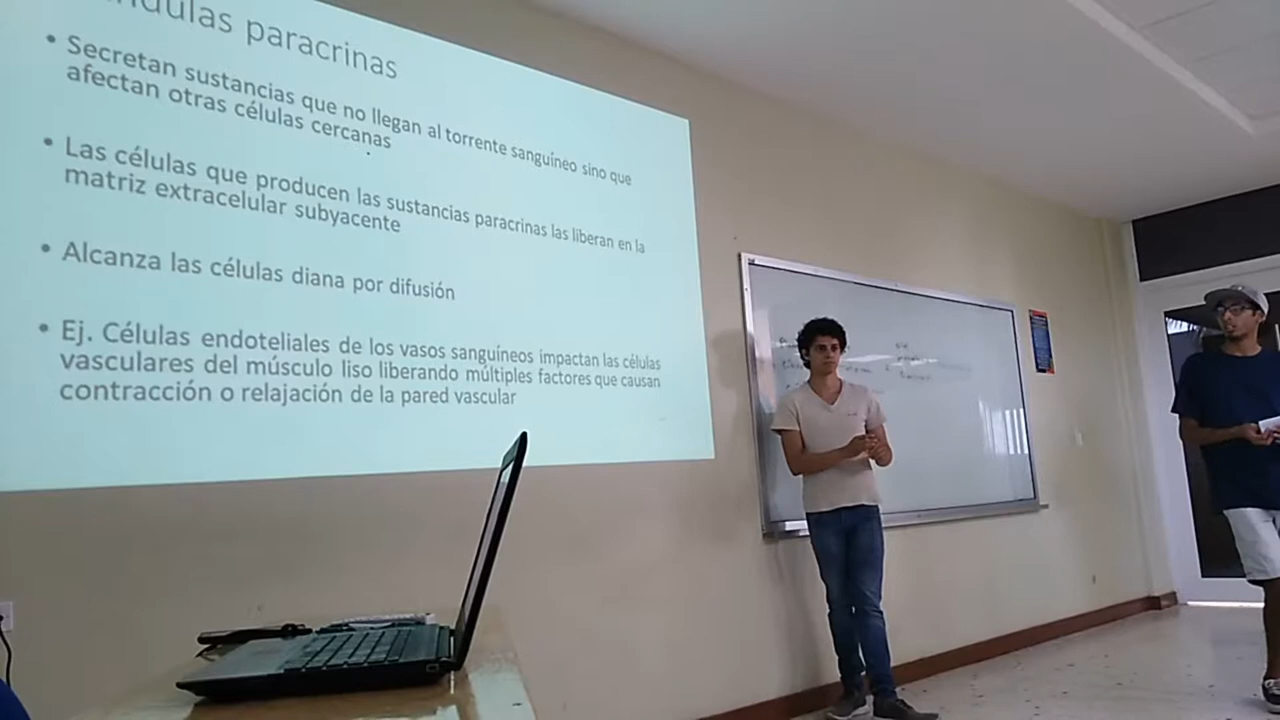 ndulas paracrinas
• Secretan sustancias que no llegan al torrente sanguíneo sino que
afectan otras células cercanas
• Las células que producen las sustancias paracrinas las liberan en la
matriz extracelular subyacente
• Alcanza las células diana por difusión
• Ej. Células endoteliales de los vasos sanguíneos impactan las células
vasculares del músculo liso liberando múltiples factores que causan
contracción o relajación de la pared vascular